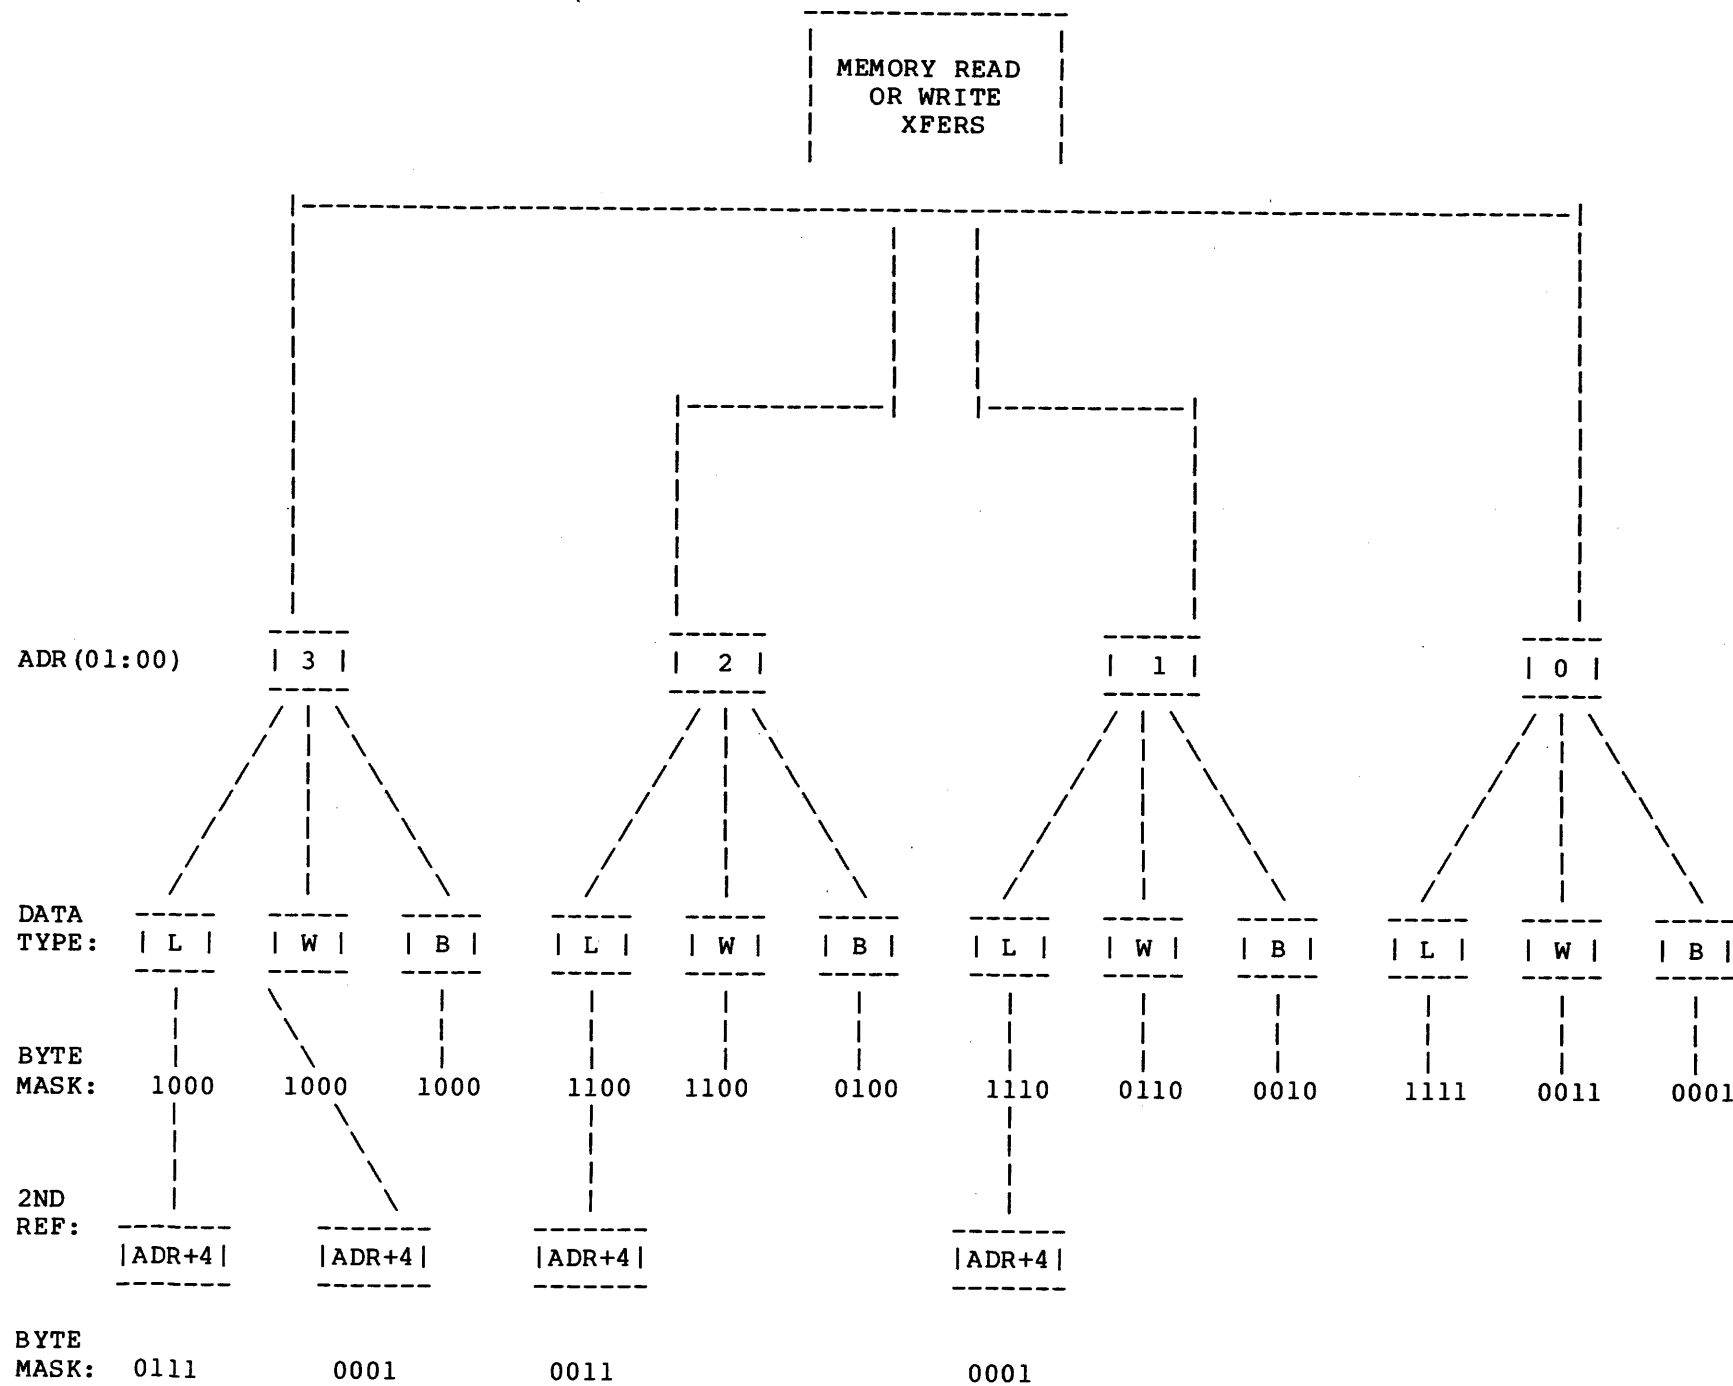 MEMORY READ
OR WRITE
XFERS
ADR(01:00) | 3 | | 2 | | 1 | | 0 |
DATA
TYPE: | L | | W | | B | | L | | W | | B | | L | | W | | B | | L | | W | | B |
BYTE
MASK: 1000 1000 1000 1100 1100 0100 1110 0110 0010 1111 0011 0001
2ND
REF:
|ADR+4| |ADR+4| |ADR+4| |ADR+4|
BYTE
MASK: 0111 0001 0011 0001